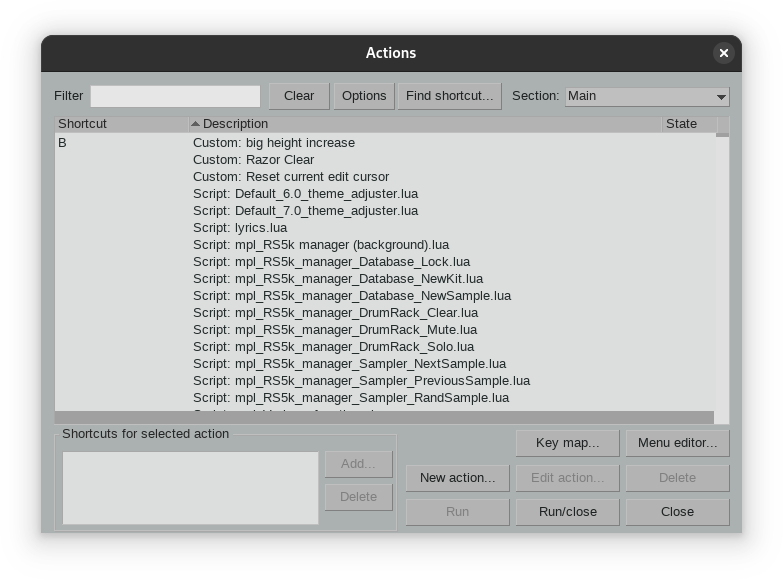 Actions
Filter Clear Options Find shortcut... Section: Main
Shortcut Description State
B Custom: big height increase
Custom: Razor Clear
Custom: Reset current edit cursor
Script: Default_6.0_theme_adjuster.lua
Script: Default_7.0_theme_adjuster.lua
Script: lyrics.lua
Script: mpl_RS5k manager (background).lua
Script: mpl_RS5k_manager_Database_Lock.lua
Script: mpl_RS5k_manager_Database_NewKit.lua
Script: mpl_RS5k_manager_Database_NewSample.lua
Script: mpl_RS5k_manager_DrumRack_Clear.lua
Script: mpl_RS5k_manager_DrumRack_Mute.lua
Script: mpl_RS5k_manager_DrumRack_Solo.lua
Script: mpl_RS5k_manager_Sampler_NextSample.lua
Script: mpl_RS5k_manager_Sampler_PreviousSample.lua
Script: mpl_RS5k_manager_Sampler_RandSample.lua
Shortcuts for selected action
Key map... Menu editor...
Add...
New action... Edit action... Delete
Delete
Run Run/close Close